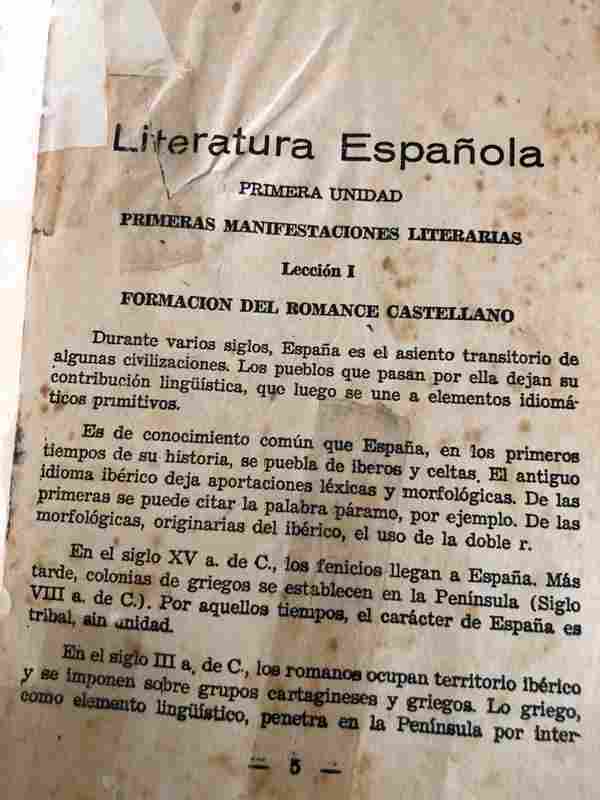 Literatura Española
PRIMERA UNIDAD
PRIMERAS MANIFESTACIONES LITERARIAS
Lección I
FORMACION DEL ROMANCE CASTELLANO
Durante varios siglos, España es el asiento transitorio de
algunas civilizaciones. Los pueblos que pasan por ella dejan su
contribución lingüística, que luego se une a elementos idiomá-
ticos primitivos.
Es de conocimiento común que España, en los primeros
tiempos de su historia, se puebla de iberos y celtas. El antiguo
idioma ibérico deja aportaciones léxicas y morfológicas. De las
primeras se puede citar la palabra páramo, por ejemplo. De las
morfológicas, originarias del ibérico, el uso de la doble r.
En el siglo XV a. de C., los fenicios llegan a España. Más
tarde, colonias de griegos se establecen en la Península (Siglo
VIII a. de C.). Por aquellos tiempos, el carácter de España es
tribal, sin unidad.
En el siglo III a. de C., los romanos ocupan territorio ibérico
y se imponen sobre grupos cartagineses y griegos. Lo griego,
como elemento lingüístico, penetra en la Península por inter-
— 5 —